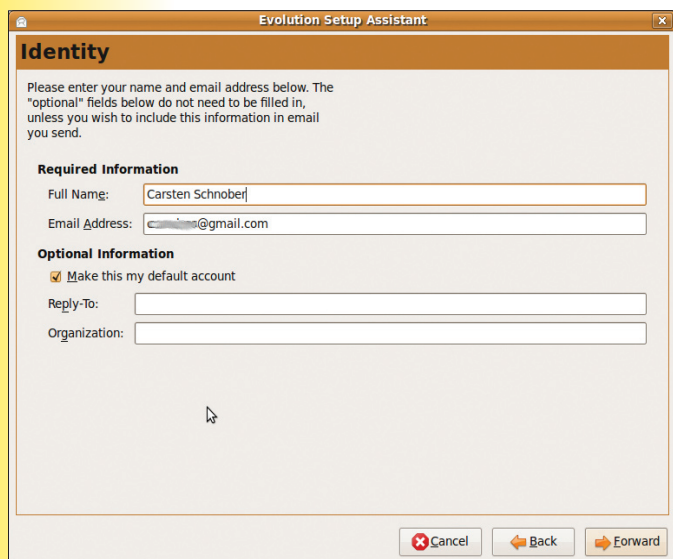 Evolution Setup Assistant
Identity
Please enter your name and email address below. The
"optional" fields below do not need to be filled in,
unless you wish to include this information in email
you send.
Required Information
Full Name: Carsten Schnober
Email Address: @gmail.com
Optional Information
Make this my default account
Reply-To:
Organization:
Cancel Back Forward